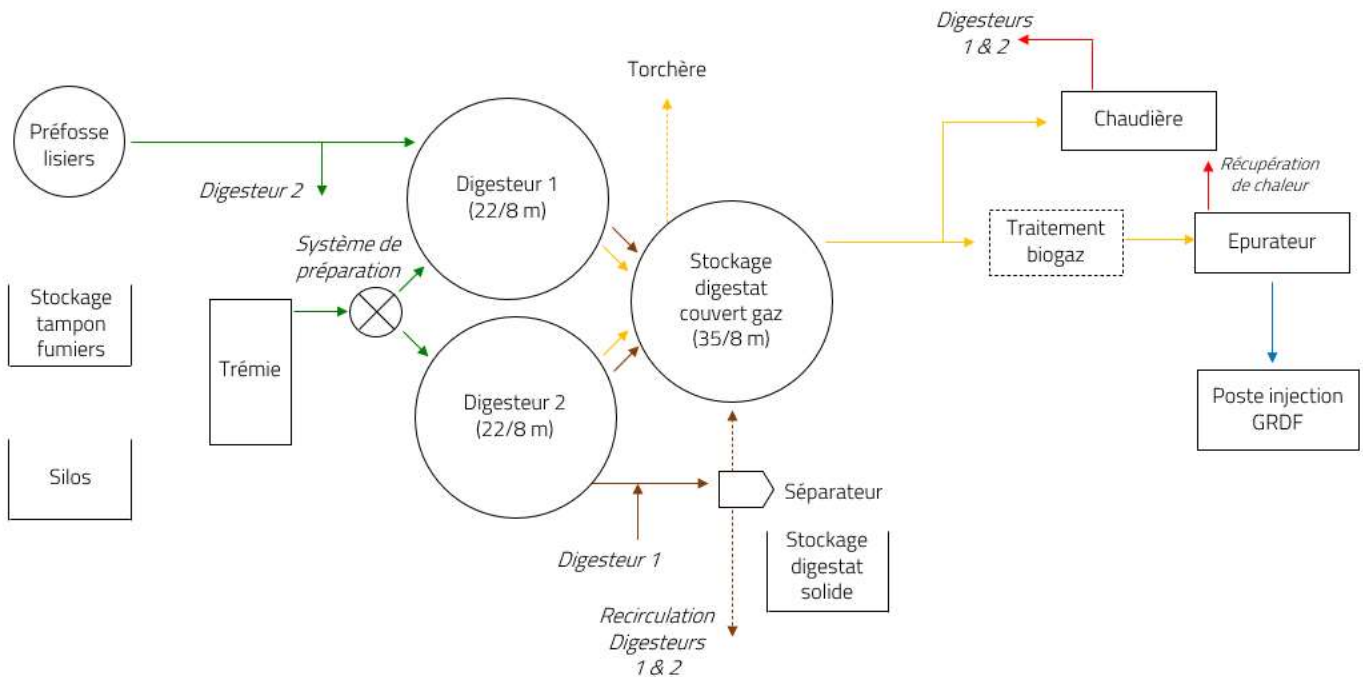 Digesteurs
1 & 2
Torchère
Préfosse
lisiers
Chaudière
Digesteur 2
Digesteur 1
(22/8 m)
Récupération
de chaleur
Système de
préparation
Traitement
biogaz
Epurateur
Stockage
digestat
couvert gaz
(35/8 m)
Stockage
tampon
fumiers
Trémie
Digesteur 2
(22/8 m)
Poste injection
GRDF
Silos
Séparateur
Digesteur 1
Stockage
digestat
solide
Recirculation
Digesteurs
1 & 2